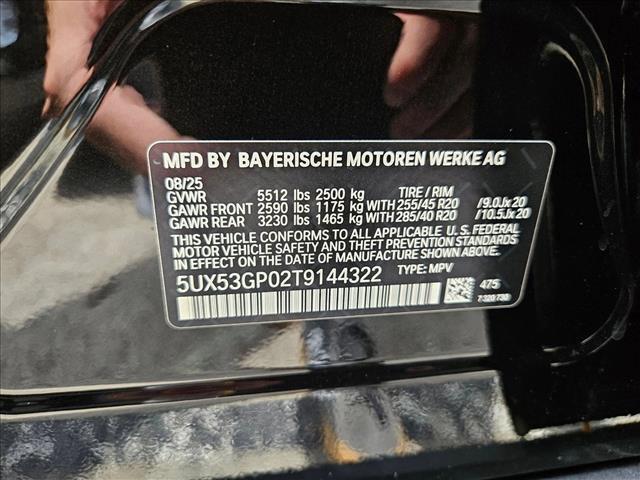 MFD BY BAYERISCHE MOTOREN WERKE AG
08/25
GVWR 5512 lbs 2500 kg TIRE / RIM
GAWR FRONT 2590 lbs 1175 kg WITH 255/45 R20 /9.0Jx20
GAWR REAR 3230 lbs 1465 kg WITH 285/40 R20 /10.5Jx20
THIS VEHICLE CONFORMS TO ALL APPLICABLE U.S. FEDERAL
MOTOR VEHICLE SAFETY AND THEFT PREVENTION STANDARDS
IN EFFECT ON THE DATE OF MANUFACTURE SHOWN ABOVE.
5UX53GP02T9144322 TYPE: MPV
475
7320730